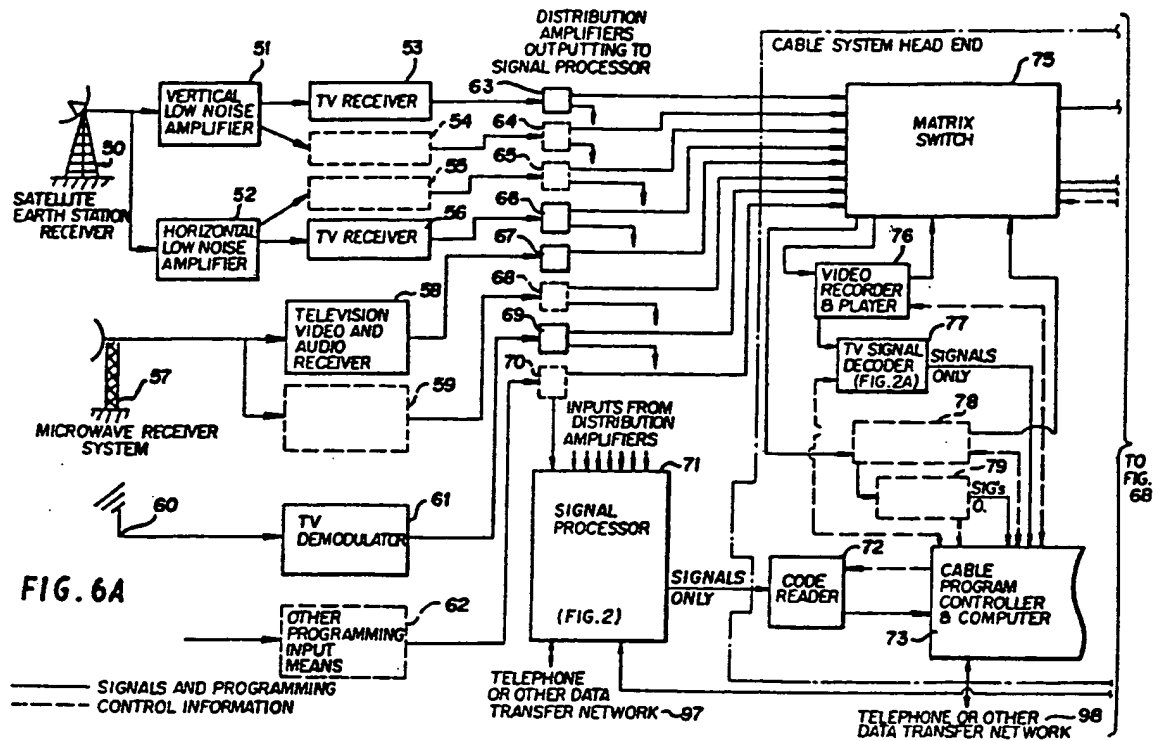 DISTRIBUTION
AMPLIFIERS
OUTPUTTING TO
SIGNAL PROCESSOR
CABLE SYSTEM HEAD END
51
53
63
75
VERTICAL
LOW NOISE
AMPLIFIER
TV RECEIVER
54
64
MATRIX
SWITCH
50
55
65
SATELLITE
EARTH STATION
RECEIVER
52
56
66
HORIZONTAL
LOW NOISE
AMPLIFIER
TV RECEIVER
67
76
VIDEO
RECORDER
& PLAYER
58
68
TELEVISION
VIDEO AND
AUDIO
RECEIVER
69
77
TV SIGNAL
DECODER
(FIG.2A)
SIGNALS
ONLY
57
59
70
MICROWAVE RECEIVER
SYSTEM
INPUTS FROM
DISTRIBUTION
AMPLIFIERS
78
71
79
SIG's
O.
TO
FIG.
6B
60
61
TV
DEMODULATOR
SIGNAL
PROCESSOR
(FIG.2)
72
SIGNALS
ONLY
CODE
READER
CABLE
PROGRAM
CONTROLLER
& COMPUTER
73
FIG. 6A
62
OTHER
PROGRAMMING
INPUT
MEANS
SIGNALS AND PROGRAMMING
CONTROL INFORMATION
TELEPHONE
OR OTHER DATA
TRANSFER NETWORK 97
TELEPHONE OR OTHER 98
DATA TRANSFER NETWORK